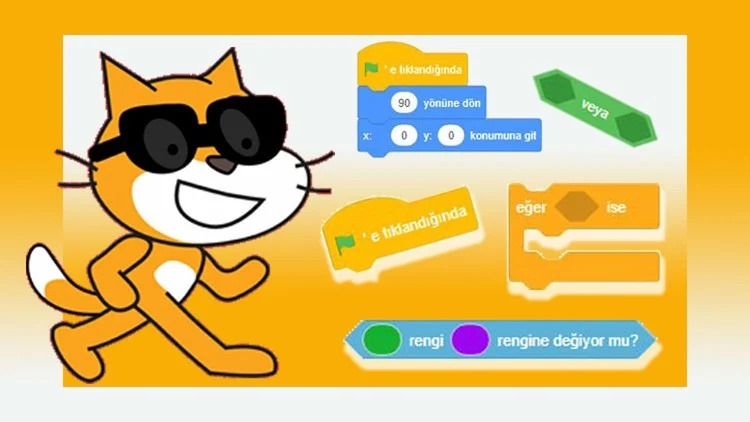 ' e tıklandığında
90 yönüne dön
x: 0 y: 0 konumuna git
veya
' e tıklandığında
eğer ise
rengi rengine değiyor mu?